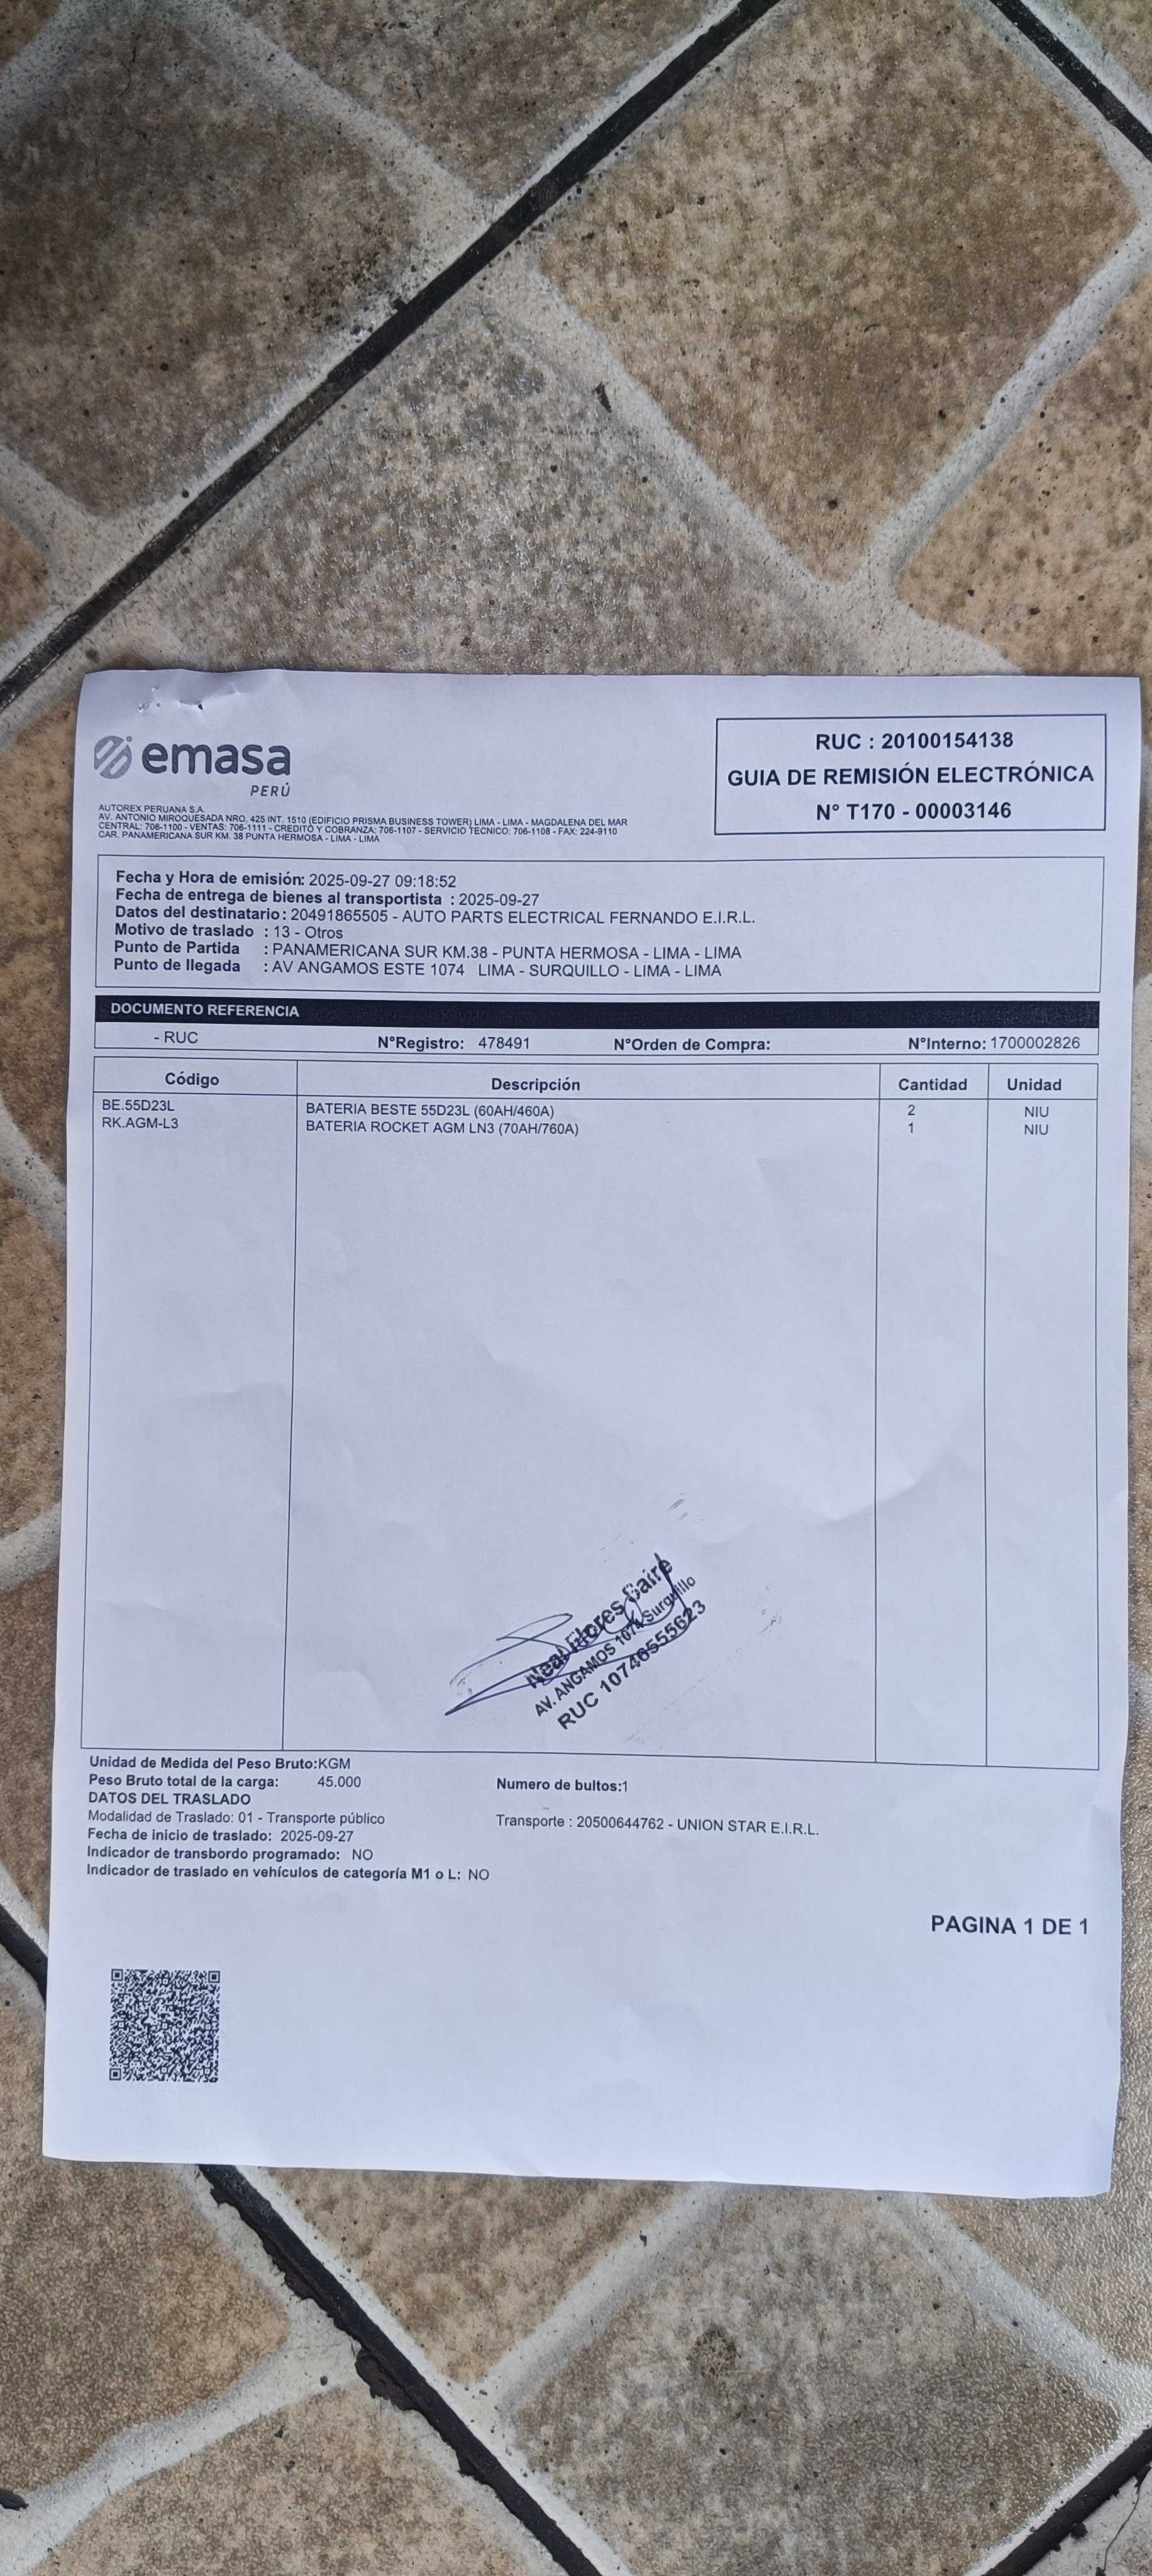 emasa
PERÚ
RUC : 20100154138
GUIA DE REMISIÓN ELECTRÓNICA
N° T170 - 00003146
AUTOREX PERUANA S.A.
AV. ANTONIO MIROQUESADA NRO. 425 INT. 1510 (EDIFICIO PRISMA BUSINESS TOWER) LIMA - LIMA - MAGDALENA DEL MAR
CENTRAL: 706-1100 - VENTAS: 706-1111 - CREDITO Y COBRANZA: 706-1107 - SERVICIO TECNICO: 706-1108 - FAX: 224-9110
CAR. PANAMERICANA SUR KM. 38 PUNTA HERMOSA - LIMA - LIMA
Fecha y Hora de emisión: 2025-09-27 09:18:52
Fecha de entrega de bienes al transportista : 2025-09-27
Datos del destinatario: 20491865505 - AUTO PARTS ELECTRICAL FERNANDO E.I.R.L.
Motivo de traslado : 13 - Otros
Punto de Partida : PANAMERICANA SUR KM.38 - PUNTA HERMOSA - LIMA - LIMA
Punto de llegada : AV ANGAMOS ESTE 1074 LIMA - SURQUILLO - LIMA - LIMA
DOCUMENTO REFERENCIA
- RUC N°Registro: 478491 N°Orden de Compra: N°Interno: 1700002826
Código Descripción Cantidad Unidad
BE.55D23L BATERIA BESTE 55D23L (60AH/460A) 2 NIU
RK.AGM-L3 BATERIA ROCKET AGM LN3 (70AH/760A) 1 NIU
Flores
AV. ANGAMOS 1074 Surquillo
RUC 10746555623
Unidad de Medida del Peso Bruto:KGM
Peso Bruto total de la carga: 45.000 Numero de bultos:1
DATOS DEL TRASLADO
Modalidad de Traslado: 01 - Transporte público Transporte : 20500644762 - UNION STAR E.I.R.L.
Fecha de inicio de traslado: 2025-09-27
Indicador de transbordo programado: NO
Indicador de traslado en vehículos de categoría M1 o L: NO
PAGINA 1 DE 1